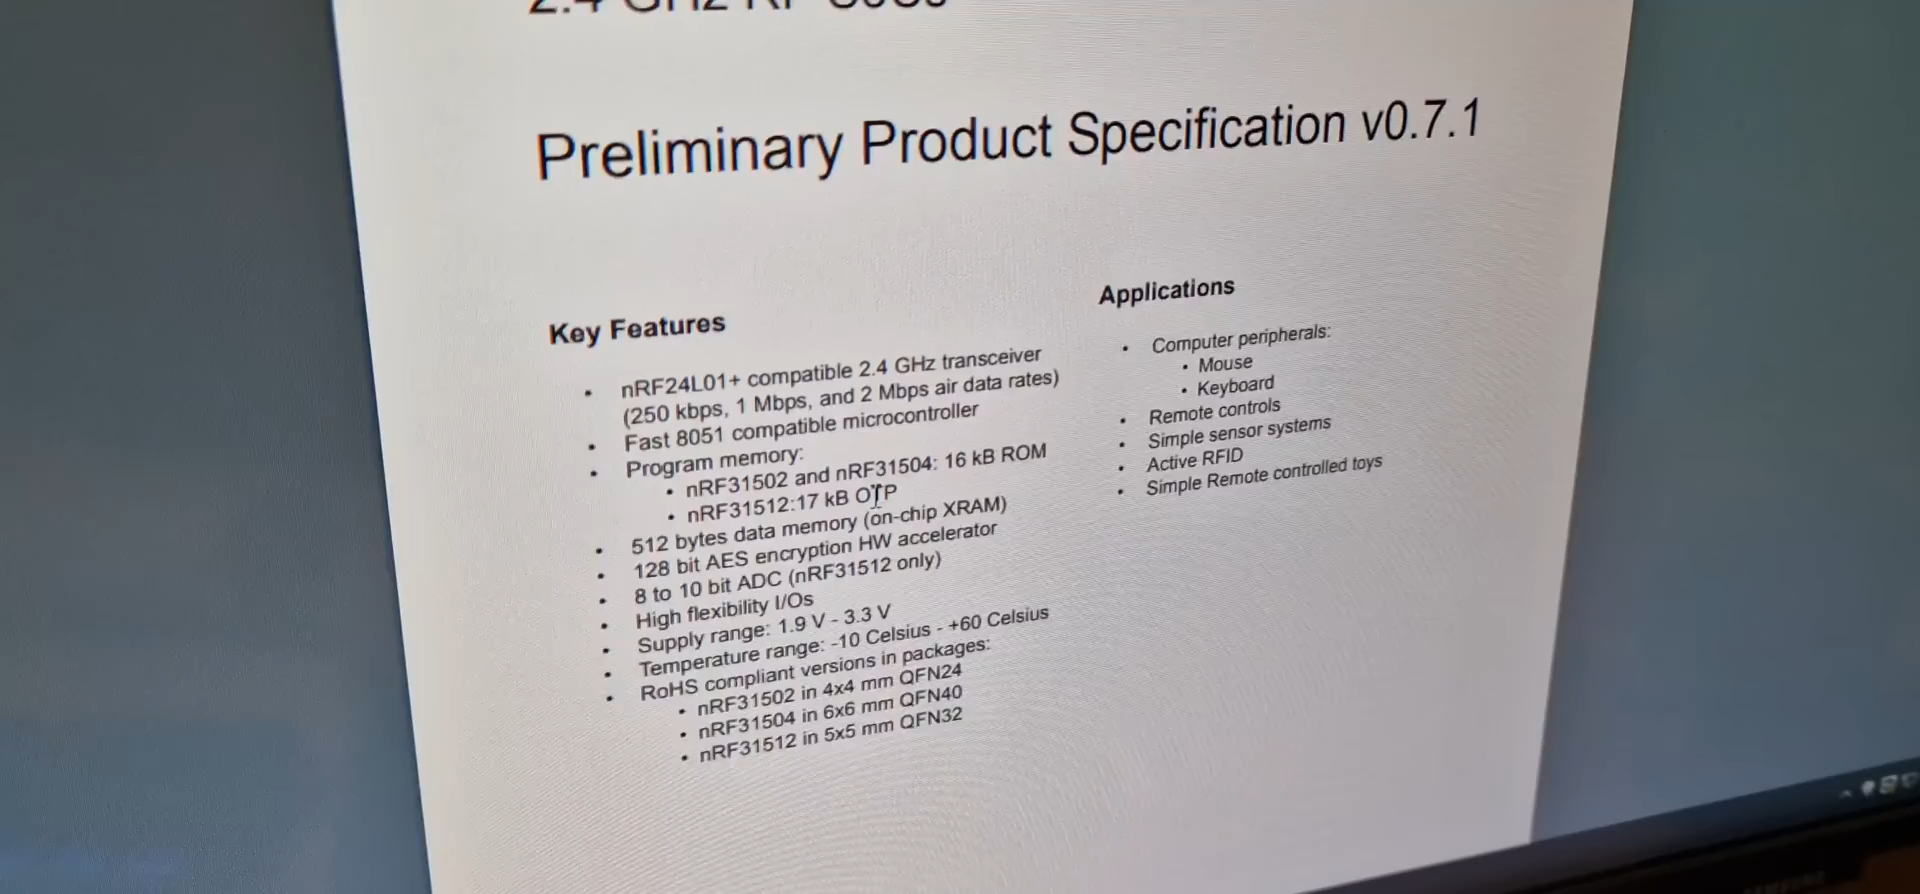 2.4 GHz RF SoCs
Preliminary Product Specification v0.7.1
Key Features
• nRF24L01+ compatible 2.4 GHz transceiver
(250 kbps, 1 Mbps, and 2 Mbps air data rates)
• Fast 8051 compatible microcontroller
• Program memory:
• nRF31502 and nRF31504: 16 kB ROM
• nRF31512:17 kB OTP
• 512 bytes data memory (on-chip XRAM)
• 128 bit AES encryption HW accelerator
• 8 to 10 bit ADC (nRF31512 only)
• High flexibility I/Os
• Supply range: 1.9 V - 3.3 V
• Temperature range: -10 Celsius - +60 Celsius
• RoHS compliant versions in packages:
• nRF31502 in 4x4 mm QFN24
• nRF31504 in 6x6 mm QFN40
• nRF31512 in 5x5 mm QFN32
Applications
• Computer peripherals:
• Mouse
• Keyboard
• Remote controls
• Simple sensor systems
• Active RFID
• Simple Remote controlled toys